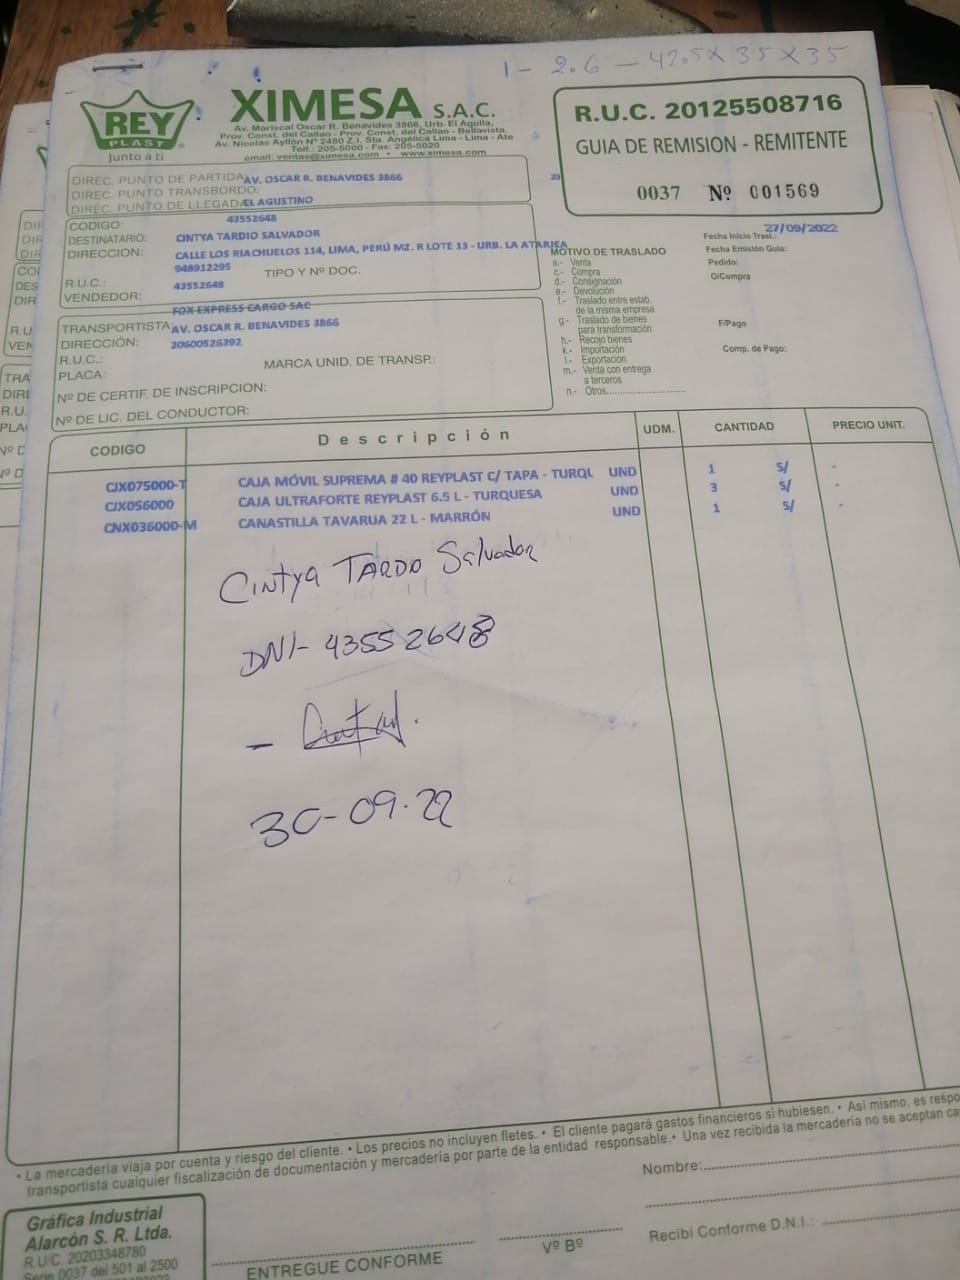 1 - 2.6 - 42.5 X 35 X 35
REY
PLAST
Junto a ti
XIMESA S.A.C.
Av. Mariscal Oscar R. Benavides 3866, Urb. El Aguila,
Prov. Const. del Callao - Prov. Const. del Callao - Bellavista.
Av. Nicolás Ayllón Nº 2480 Z.I. Sta. Angélica Lima - Lima - Ate
Telf.: 205-5000 - Fax: 205-5020
email. ventas@ximesa.com • www.ximesa.com
R.U.C. 20125508716
GUIA DE REMISION - REMITENTE
0037 Nº 001569
DIREC. PUNTO DE PARTIDA: AV. OSCAR R. BENAVIDES 3866
DIREC. PUNTO TRANSBORDO:
DIREC. PUNTO DE LLEGADA: EL AGUSTINO
CODIGO: 43552648
DESTINATARIO: CINTYA TARDIO SALVADOR
DIRECCION: CALLE LOS RIACHUELOS 114, LIMA, PERÚ MZ. R LOTE 13 - URB. LA ATARJEA
948912295 TIPO Y Nº DOC.
R.U.C.: 43552648
VENDEDOR:
FOX EXPRESS CARGO SAC
TRANSPORTISTA: AV. OSCAR R. BENAVIDES 3866
DIRECCIÓN: 20600526392
R.U.C.: MARCA UNID. DE TRANSP.:
PLACA:
Nº DE CERTIF. DE INSCRIPCION:
Nº DE LIC. DEL CONDUCTOR:
MOTIVO DE TRASLADO
a.- Venta
c.- Compra
d.- Consignación
e.- Devolución
f.- Traslado entre estab.
de la misma empresa
g.- Traslado de bienes
para transformación
h.- Recojo bienes
k.- Importación
l.- Exportación
m.- Venta con entrega
a terceros
n.- Otros
27/09/2022
Fecha Inicio Trasl.:
Fecha Emisión Guia:
Pedido:
O/Compra
F/Pago
Comp. de Pago:
CODIGO Descripción UDM. CANTIDAD PRECIO UNIT.
CJX075000-T CAJA MÓVIL SUPREMA # 40 REYPLAST C/ TAPA - TURQL UND 1 S/ -
CJX056000 CAJA ULTRAFORTE REYPLAST 6.5 L - TURQUESA UND 3 S/ -
CNX036000-M CANASTILLA TAVARUA 22 L - MARRÓN UND 1 S/ -
Cintya TARDIO Salvador
DNI- 43552648
30-09-22
• La mercadería viaja por cuenta y riesgo del cliente. • Los precios no incluyen fletes. • El cliente pagará gastos financieros si hubiesen. • Asi mismo, es respo
transportista cualquier fiscalización de documentación y mercadería por parte de la entidad responsable. • Una vez recibida la mercadería no se aceptan ca
Nombre:
Recibí Conforme D.N.I.:
Vº Bº
ENTREGUE CONFORME
Gráfica Industrial
Alarcón S. R. Ltda.
R.U.C. 20203348780
Serie 0037 del 501 al 2500